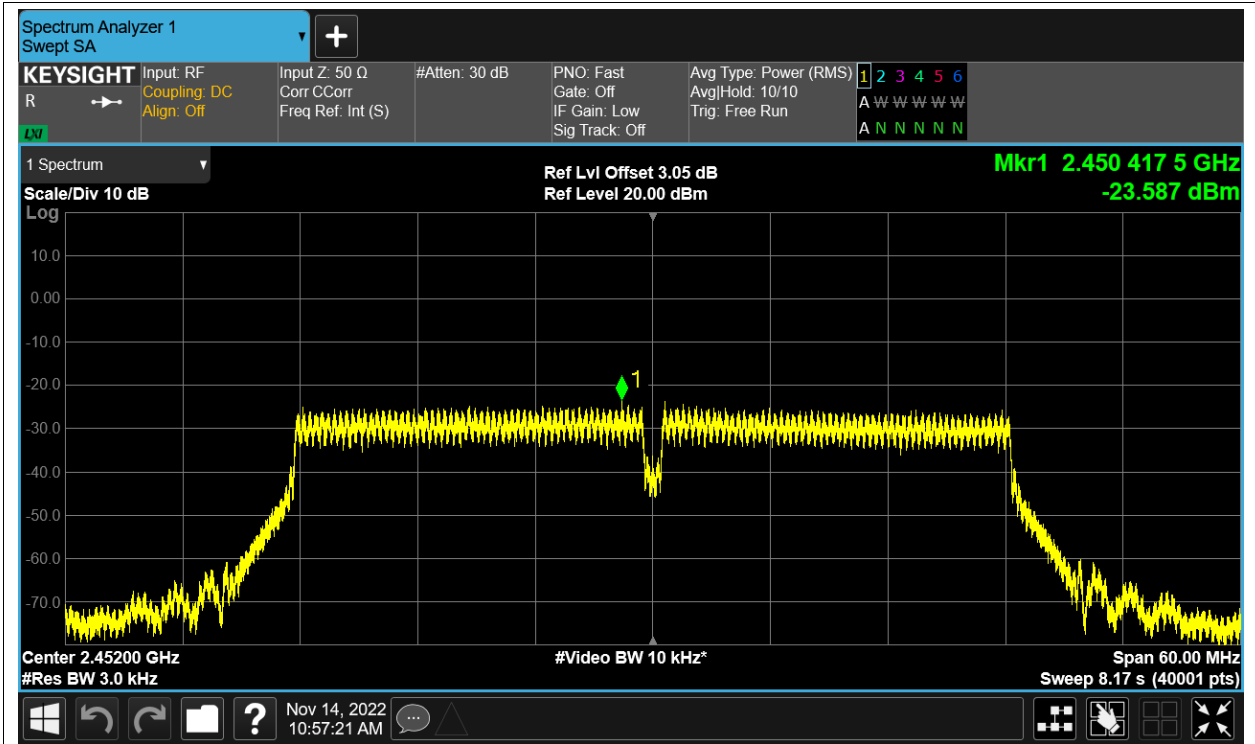 Spectrum Analyzer 1
Swept SA
KEYSIGHT
R
LXI
Input: RF
Coupling: DC
Align: Off
Input Z: 50 Ω
Corr CCorr
Freq Ref: Int (S)
#Atten: 30 dB
PNO: Fast
Gate: Off
IF Gain: Low
Sig Track: Off
Avg Type: Power (RMS)
Avg|Hold: 10/10
Trig: Free Run
1 2 3 4 5 6
A W W W W W
A N N N N N
1 Spectrum
Scale/Div 10 dB
Log
Ref Lvl Offset 3.05 dB
Ref Level 20.00 dBm
Mkr1 2.450 417 5 GHz
-23.587 dBm
10.0
0.00
-10.0
-20.0
1
-30.0
-40.0
-50.0
-60.0
-70.0
Center 2.45200 GHz
#Video BW 10 kHz*
Span 60.00 MHz
#Res BW 3.0 kHz
Sweep 8.17 s (40001 pts)
?
Nov 14, 2022
10:57:21 AM